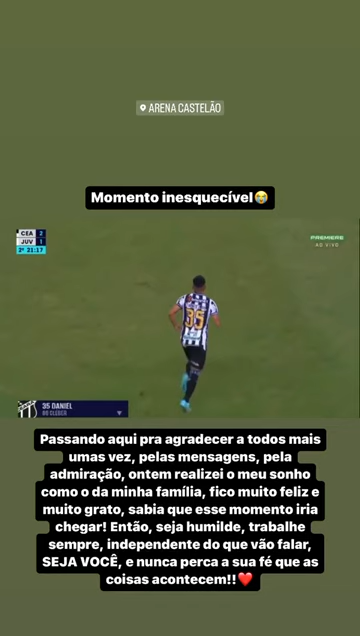 ARENA CASTELÃO
Momento inesquecível😭
CEA 2
JUV 1
2º 21:17
PREMIERE
AO VIVO
35
35 DANIEL
Passando aqui pra agradecer a todos mais
umas vez, pelas mensagens, pela
admiração, ontem realizei o meu sonho
como o da minha família, fico muito feliz e
muito grato, sabia que esse momento iria
chegar! Então, seja humilde, trabalhe
sempre, independente do que vão falar,
SEJA VOCÊ, e nunca perca a sua fé que as
coisas acontecem!!❤️